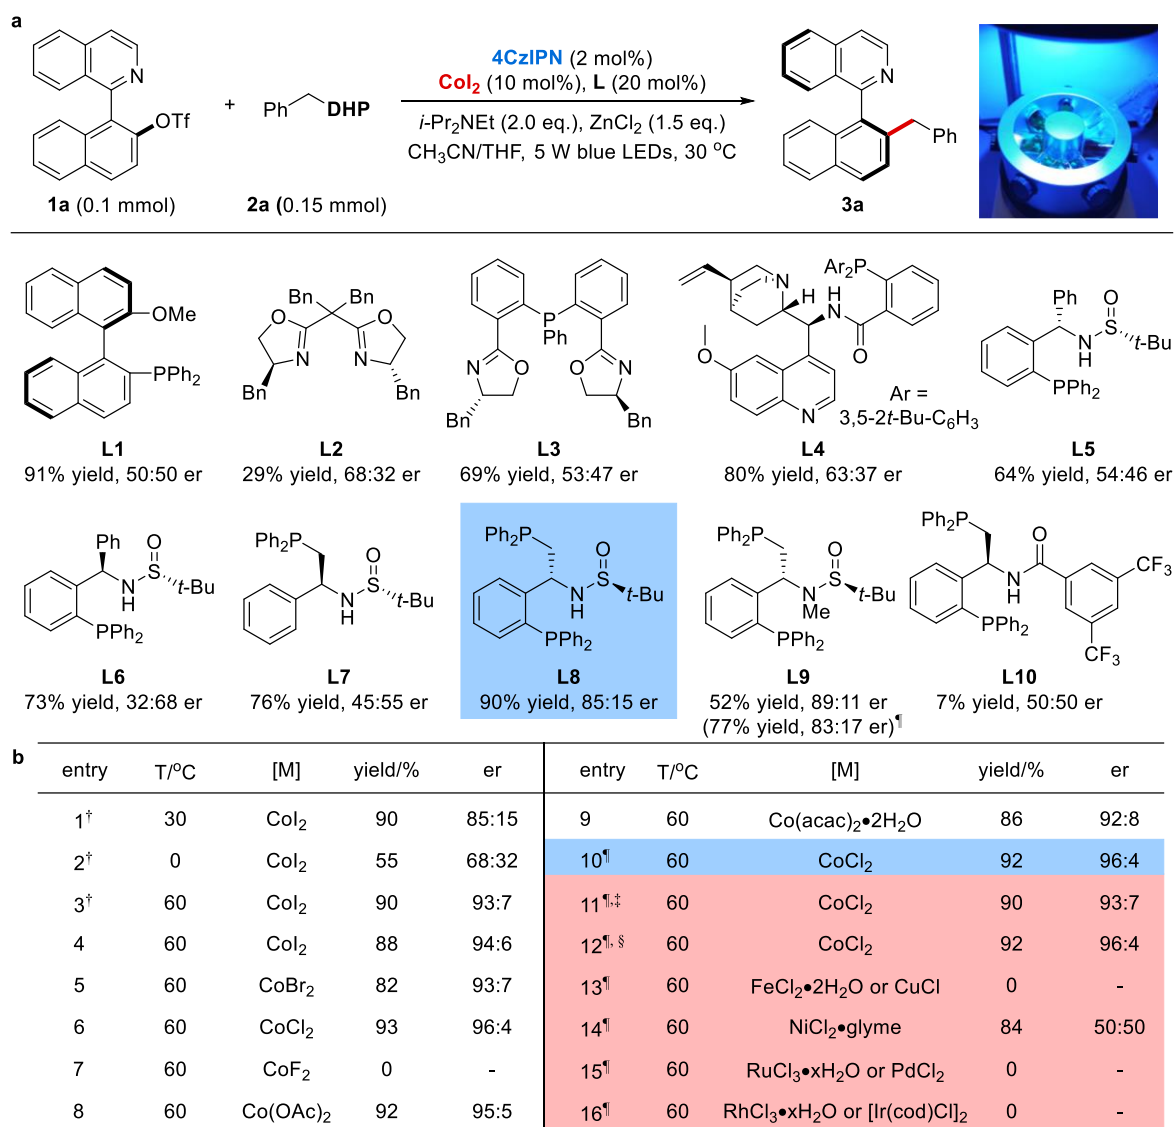 a
N
OTf
1a (0.1 mmol)
+
Ph DHP
2a (0.15 mmol)
4CzIPN (2 mol%)
CoI₂ (10 mol%), L (20 mol%)
i-Pr₂NEt (2.0 eq.), ZnCl₂ (1.5 eq.)
CH₃CN/THF, 5 W blue LEDs, 30 °C
N
Ph
3a
OMe
PPh₂
L1
91% yield, 50:50 er
Bn Bn
O O
N N
Bn Bn
L2
29% yield, 68:32 er
P
Ph
N O O N
Bn Bn
L3
69% yield, 53:47 er
N
H
Ar₂P
N
H
O
O
N
Ar =
3,5-2t-Bu-C₆H₃
L4
80% yield, 63:37 er
Ph O
N S
H t-Bu
PPh₂
L5
64% yield, 54:46 er
Ph O
N S
H t-Bu
PPh₂
L6
73% yield, 32:68 er
Ph₂P O
N S
H t-Bu
L7
76% yield, 45:55 er
Ph₂P O
N S
H t-Bu
PPh₂
L8
90% yield, 85:15 er
Ph₂P O
N S
Me t-Bu
PPh₂
L9
52% yield, 89:11 er
(77% yield, 83:17 er)¶
Ph₂P O
N
H
CF₃
PPh₂
CF₃
L10
7% yield, 50:50 er
b
entry T/°C [M] yield/% er entry T/°C [M] yield/% er
1† 30 CoI₂ 90 85:15 9 60 Co(acac)₂•2H₂O 86 92:8
2† 0 CoI₂ 55 68:32 10¶ 60 CoCl₂ 92 96:4
3† 60 CoI₂ 90 93:7 11¶,‡ 60 CoCl₂ 90 93:7
4 60 CoI₂ 88 94:6 12¶, § 60 CoCl₂ 92 96:4
5 60 CoBr₂ 82 93:7 13¶ 60 FeCl₂•2H₂O or CuCl 0 -
6 60 CoCl₂ 93 96:4 14¶ 60 NiCl₂•glyme 84 50:50
7 60 CoF₂ 0 - 15¶ 60 RuCl₃•xH₂O or PdCl₂ 0 -
8 60 Co(OAc)₂ 92 95:5 16¶ 60 RhCl₃•xH₂O or [Ir(cod)Cl]₂ 0 -